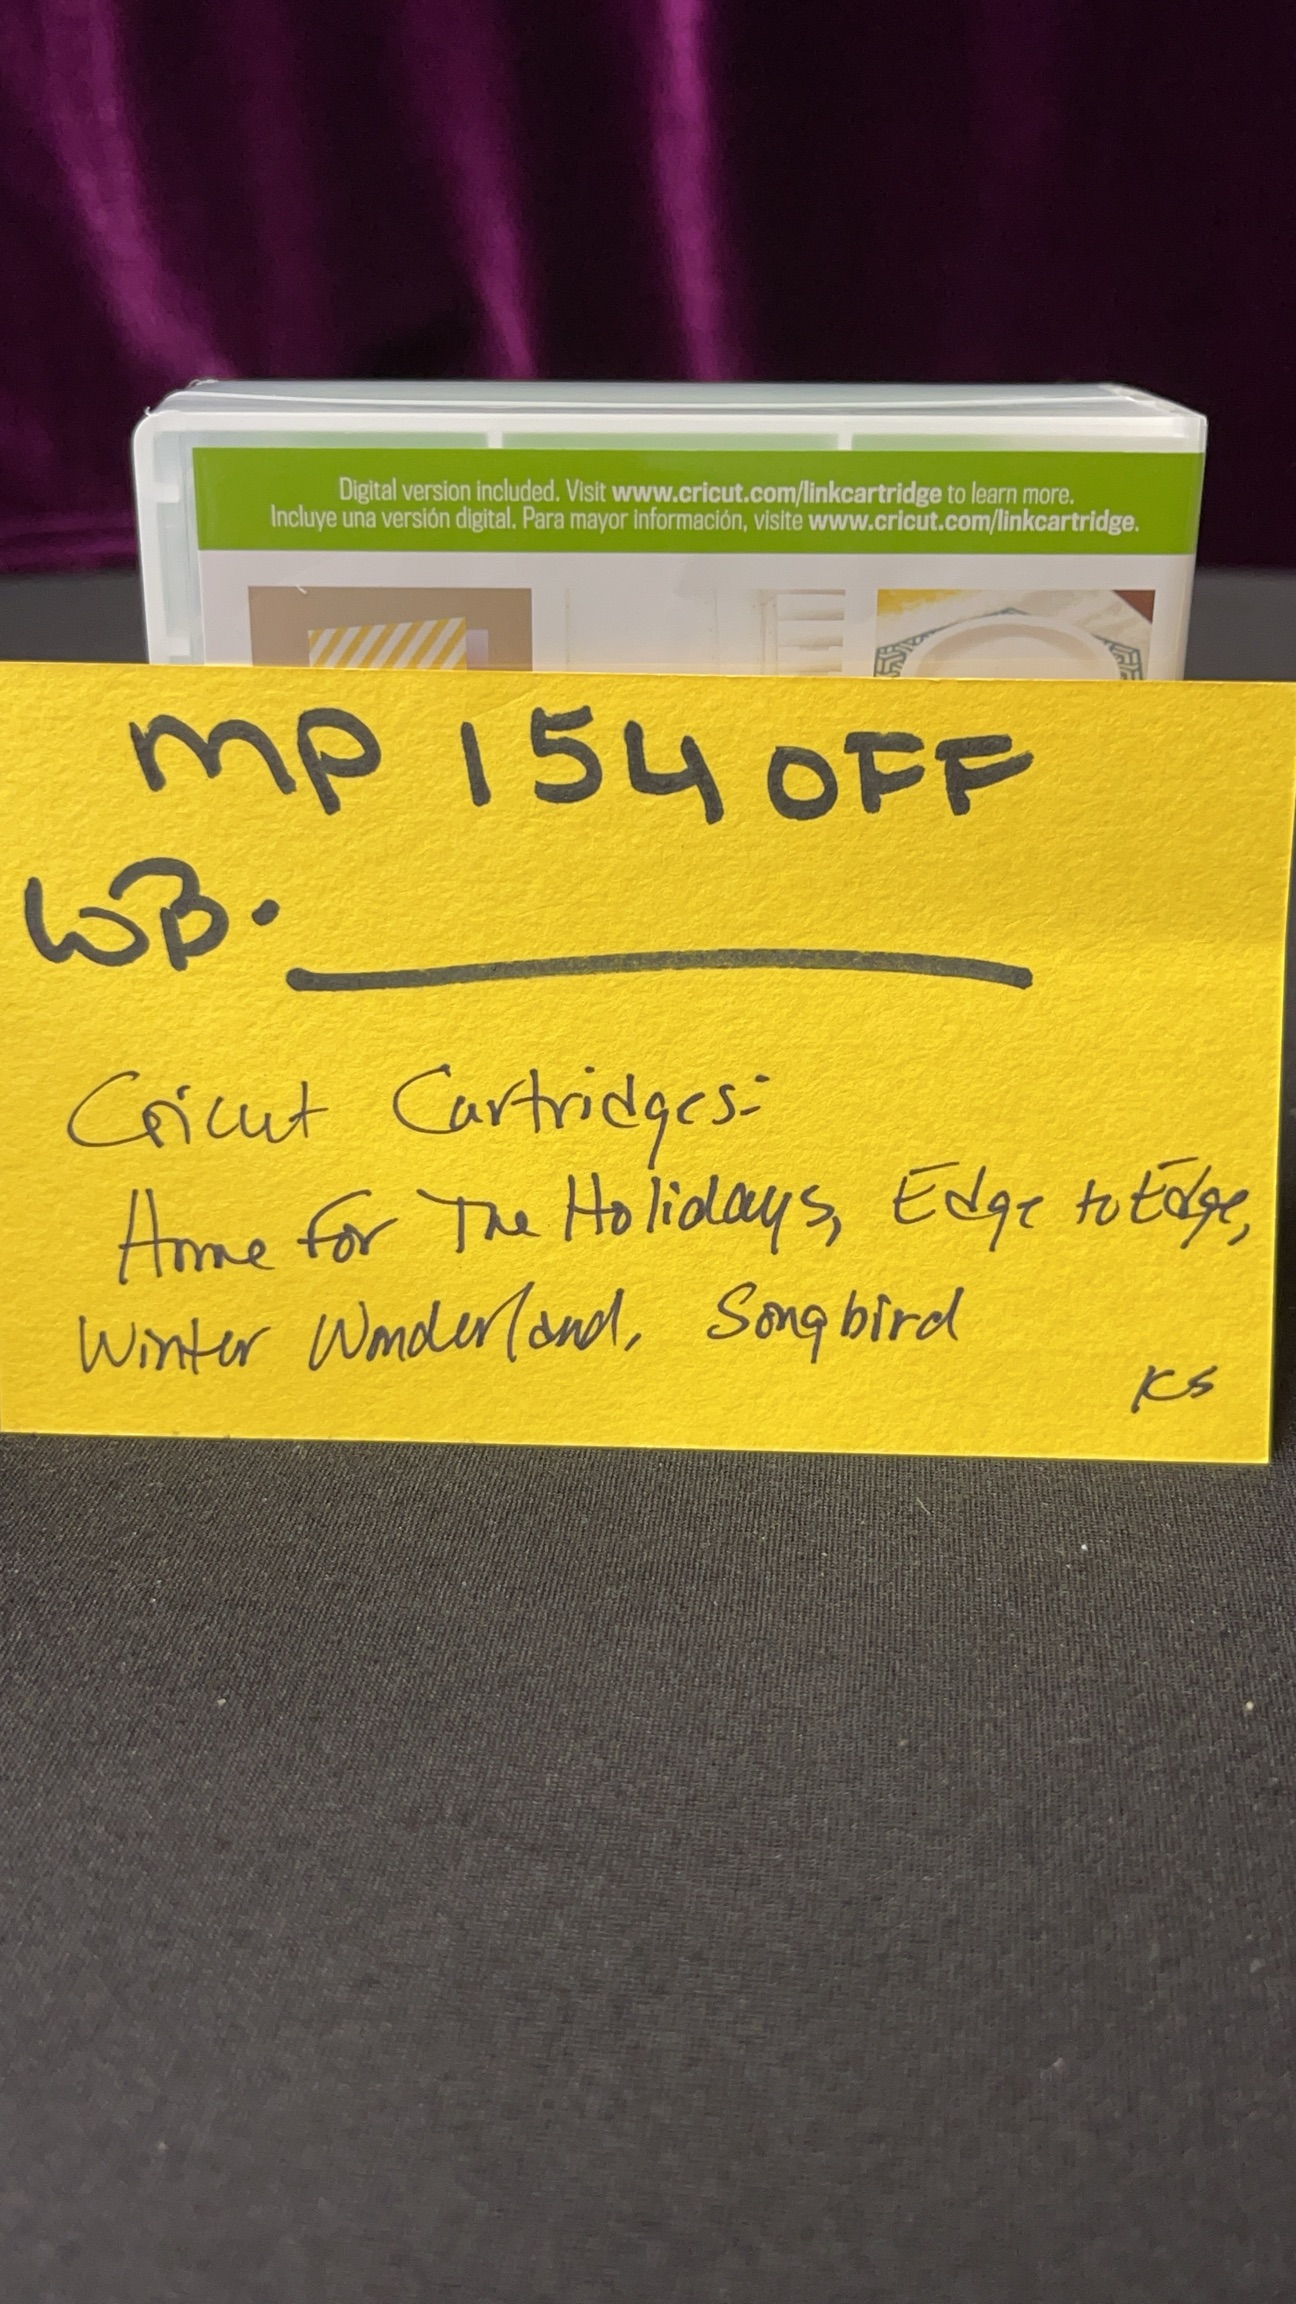 Digital version included. Visit www.cricut.com/linkcartridge to learn more.
Incluye una versión digital. Para mayor información, visite www.cricut.com/linkcartridge.
MP 154 OFF
WB.
Cricut Cartridges:
Home for The Holidays, Edge to Edge,
Winter Wonderland, Songbird
KS